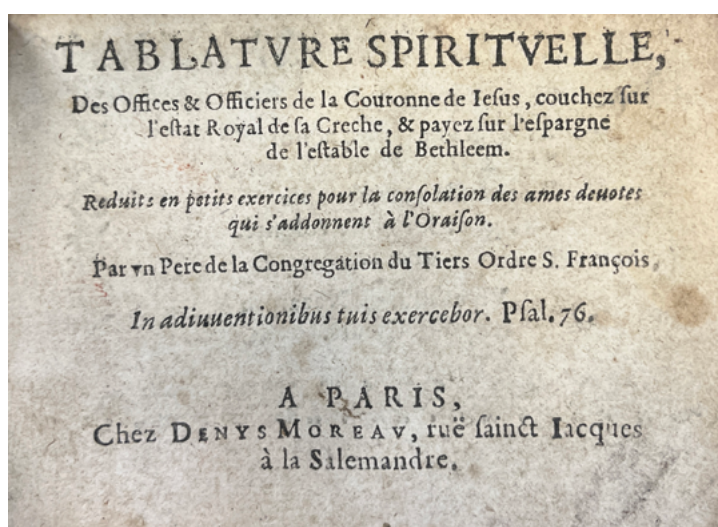 TABLATVRE SPIRITVELLE,
Des Offices & Officiers de la Couronne de Iesus, couchez ſur
l'eſtat Royal de ſa Creche, & payez ſur l'eſpargne
de l'eſtable de Bethleem.
Reduits en petits exercices pour la conſolation des ames deuotes
qui s'addonnent à l'Oraiſon.
Par vn Pere de la Congregation du Tiers Ordre S. François,
In adiuuentionibus tuis exercebor. Pſal. 76.
A PARIS,
Chez DENYS MOREAV, ruë ſainct Iacques
à la Salemandre.